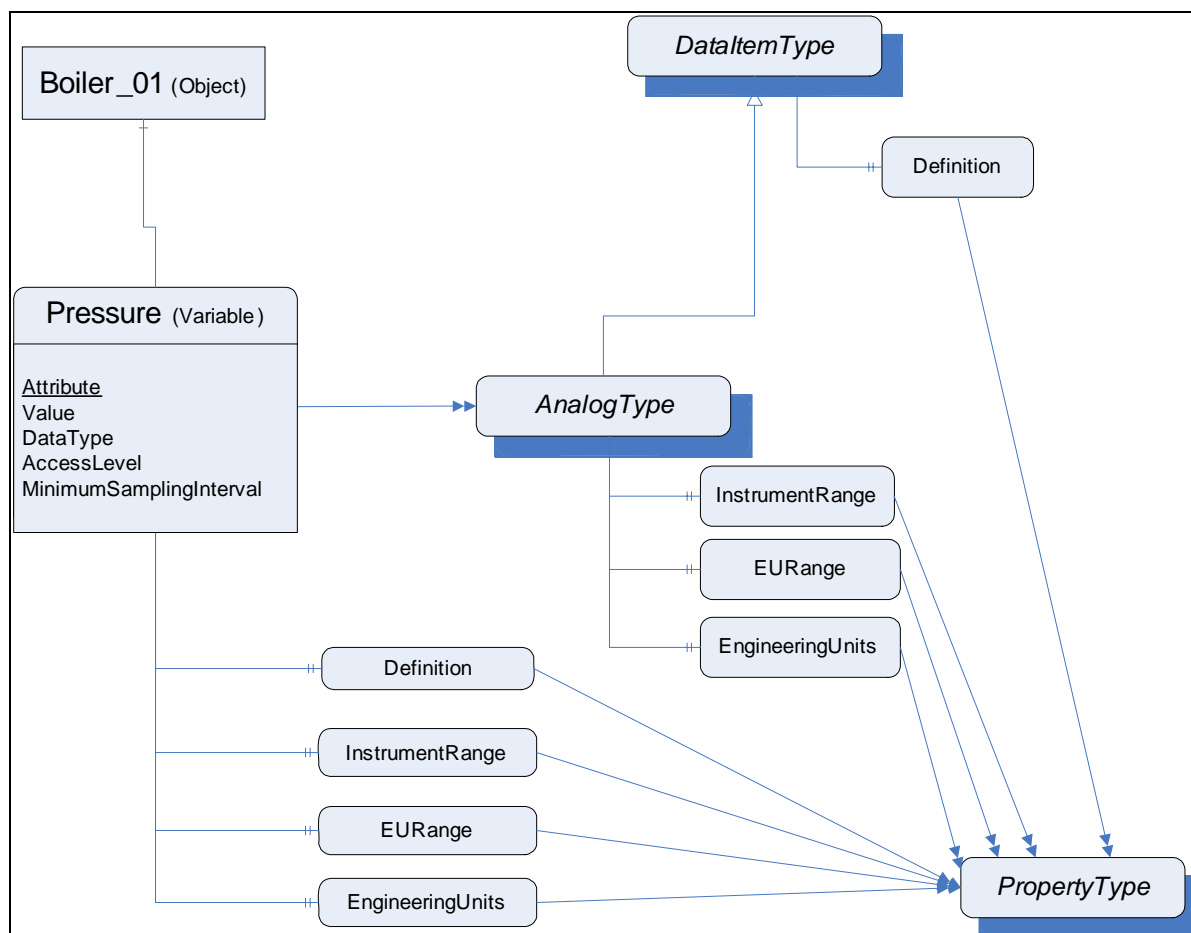 DataItemType
Boiler_01 (Object)
Definition
Pressure (Variable)
Attribute
Value
DataType
AccessLevel
MinimumSamplingInterval
AnalogType
InstrumentRange
EURange
EngineeringUnits
Definition
InstrumentRange
EURange
EngineeringUnits
PropertyType